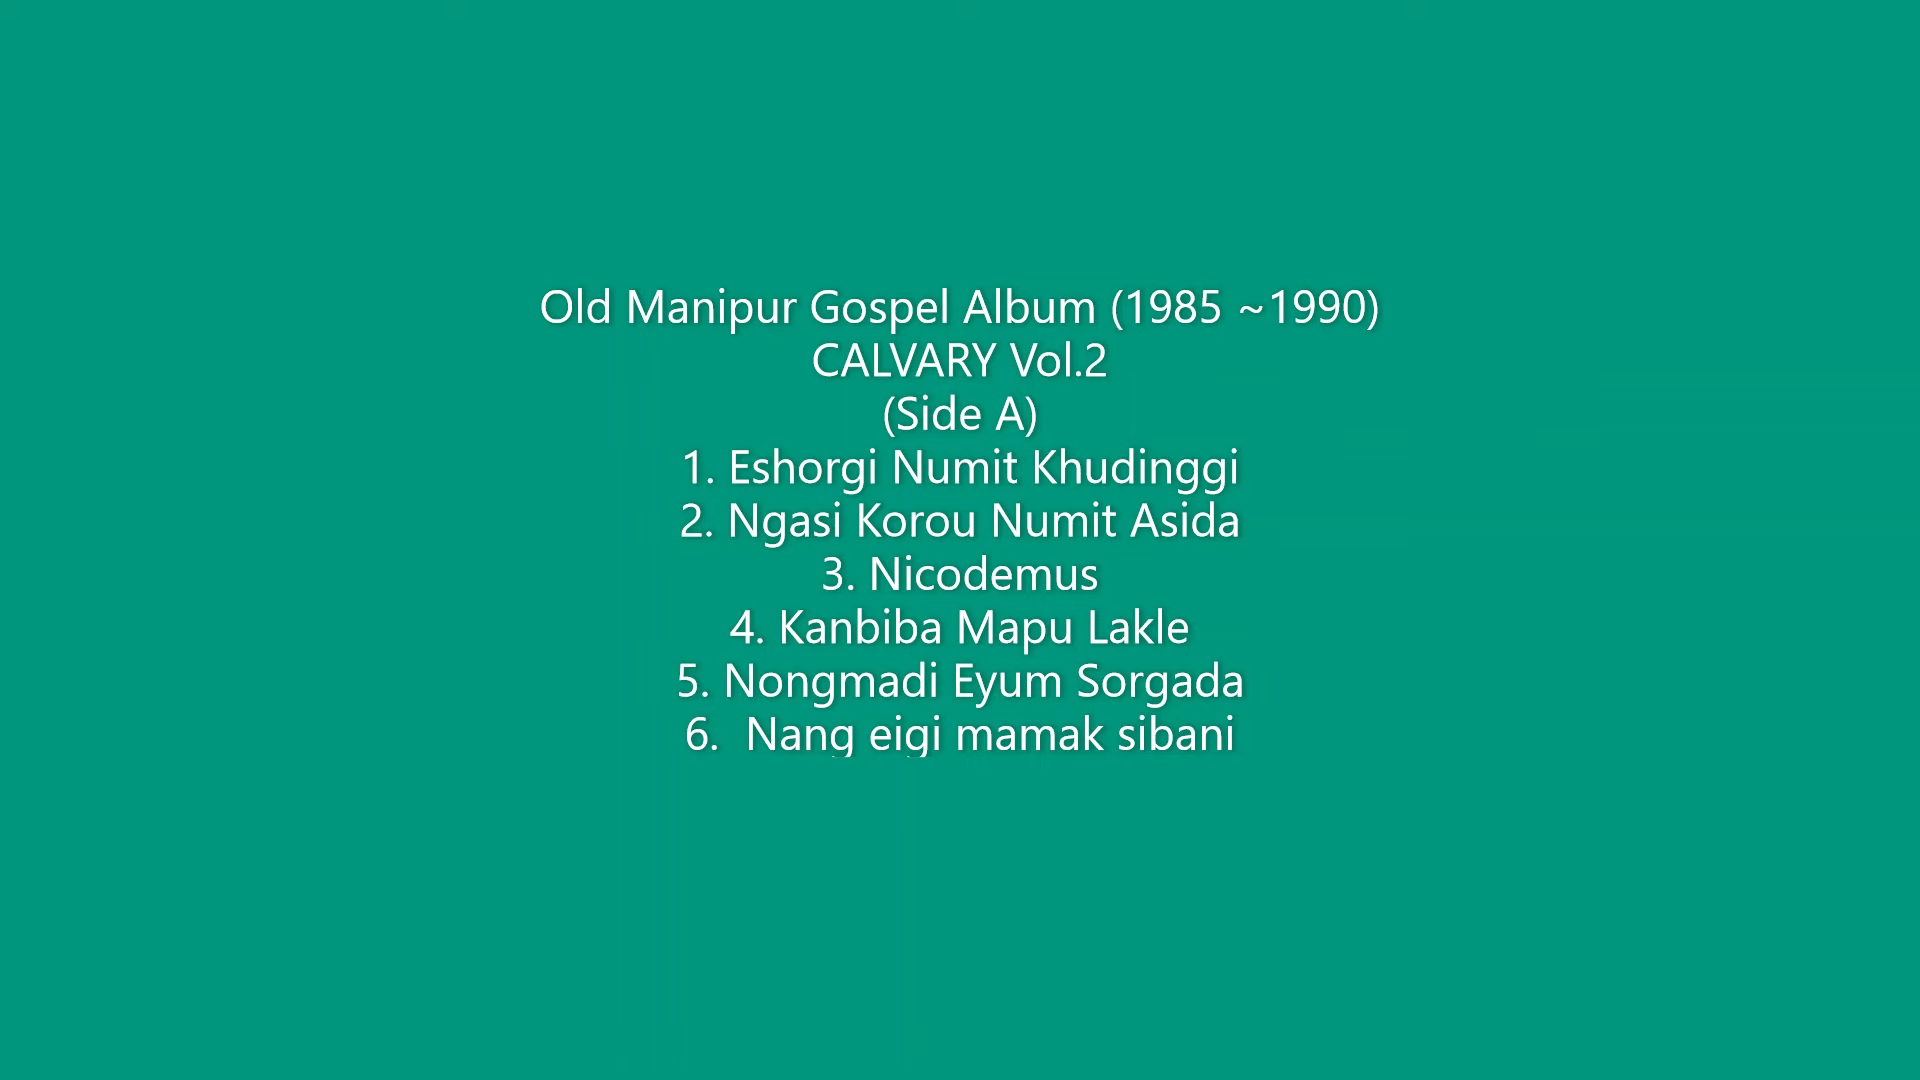 Old Manipur Gospel Album (1985 ~1990)
CALVARY Vol.2
(Side A)
1. Eshorgi Numit Khudinggi
2. Ngasi Korou Numit Asida
3. Nicodemus
4. Kanbiba Mapu Lakle
5. Nongmadi Eyum Sorgada
6.  Nang eigi mamak sibani